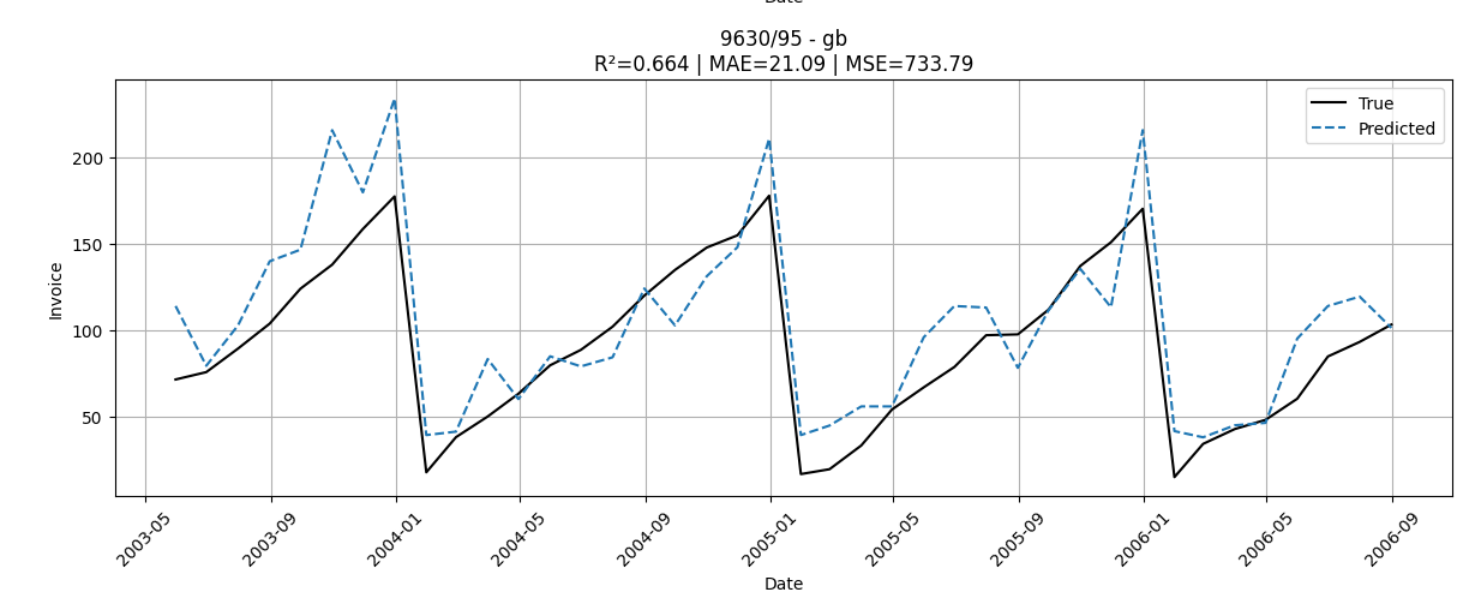 Date
9630/95 - gb
R²=0.664 | MAE=21.09 | MSE=733.79
True
Predicted
200
150
100
50
Invoice
2003-05
2003-09
2004-01
2004-05
2004-09
2005-01
2005-05
2005-09
2006-01
2006-05
2006-09
Date